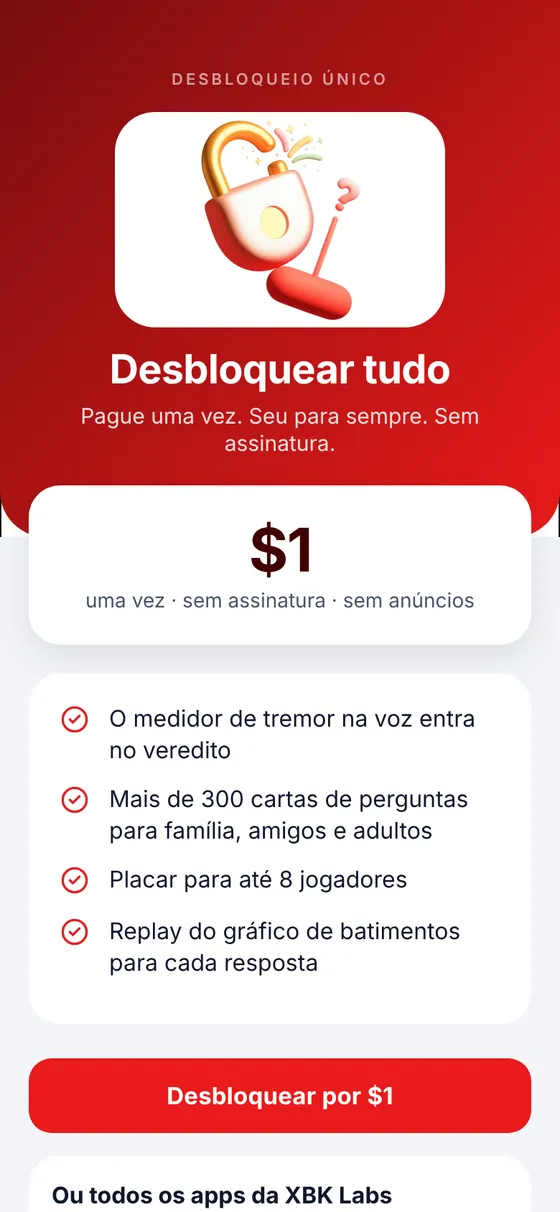 DESBLOQUEIO ÚNICO
Desbloquear tudo
Pague uma vez. Seu para sempre. Sem
assinatura.
$1
uma vez · sem assinatura · sem anúncios
O medidor de tremor na voz entra
no veredito
Mais de 300 cartas de perguntas
para família, amigos e adultos
Placar para até 8 jogadores
Replay do gráfico de batimentos
para cada resposta
Desbloquear por $1
Ou todos os apps da XBK Labs